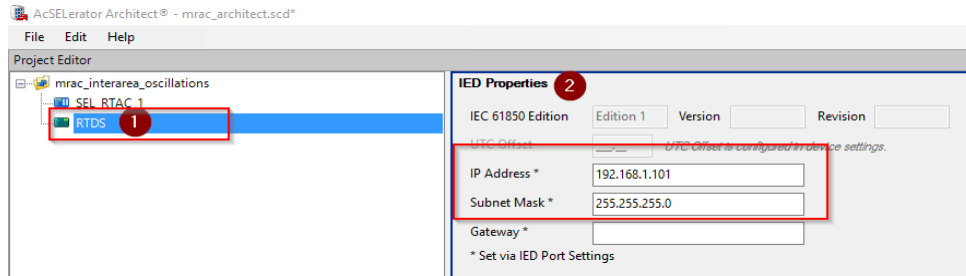 AcSELerator Architect® - mrac_architect.scd*
File Edit Help
Project Editor
mrac_interarea_oscillations
SEL_RTAC_1
RTDS 1
IED Properties 2
IEC 61850 Edition Edition 1 Version Revision
UTC Offset ___:__ UTC Offset is configured in device settings.
IP Address * 192.168.1.101
Subnet Mask * 255.255.255.0
Gateway *
* Set via IED Port Settings